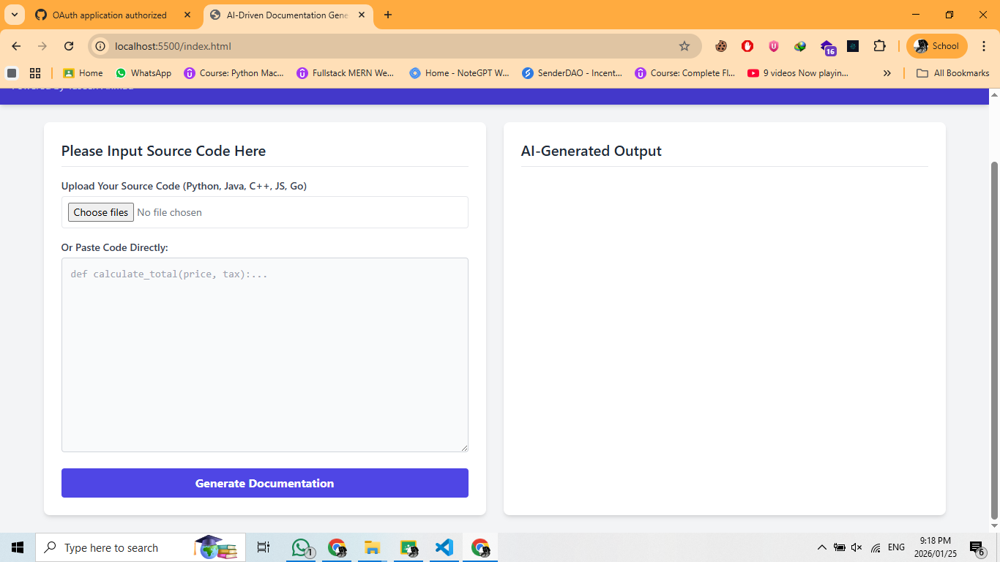 OAuth application authorized
AI-Driven Documentation Gene
localhost:5500/index.html
16
School
Home
WhatsApp
Course: Python Mac...
Fullstack MERN We...
Home - NoteGPT W...
SenderDAO - Incent...
Course: Complete Fl...
9 videos Now playin...
»
All Bookmarks
Please Input Source Code Here
Upload Your Source Code (Python, Java, C++, JS, Go)
Choose files No file chosen
Or Paste Code Directly:
def calculate_total(price, tax):...
Generate Documentation
AI-Generated Output
Type here to search
1
ENG
9:18 PM
2026/01/25
6